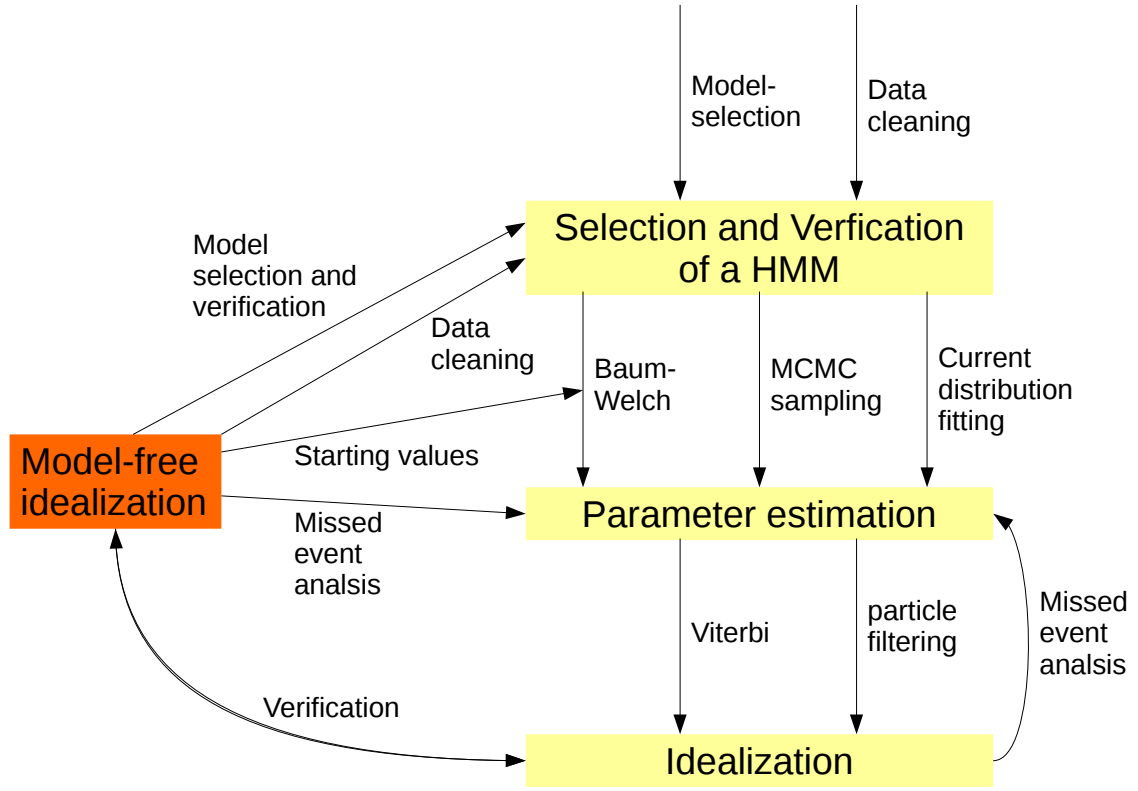 Model-
selection
Data
cleaning
Selection and Verfication
of a HMM
Model
selection and
verification
Data
cleaning
Baum-
Welch
MCMC
sampling
Current
distribution
fitting
Starting values
Model-free
idealization
Missed
event
analsis
Parameter estimation
Viterbi
particle
filtering
Missed
event
analsis
Verification
Idealization